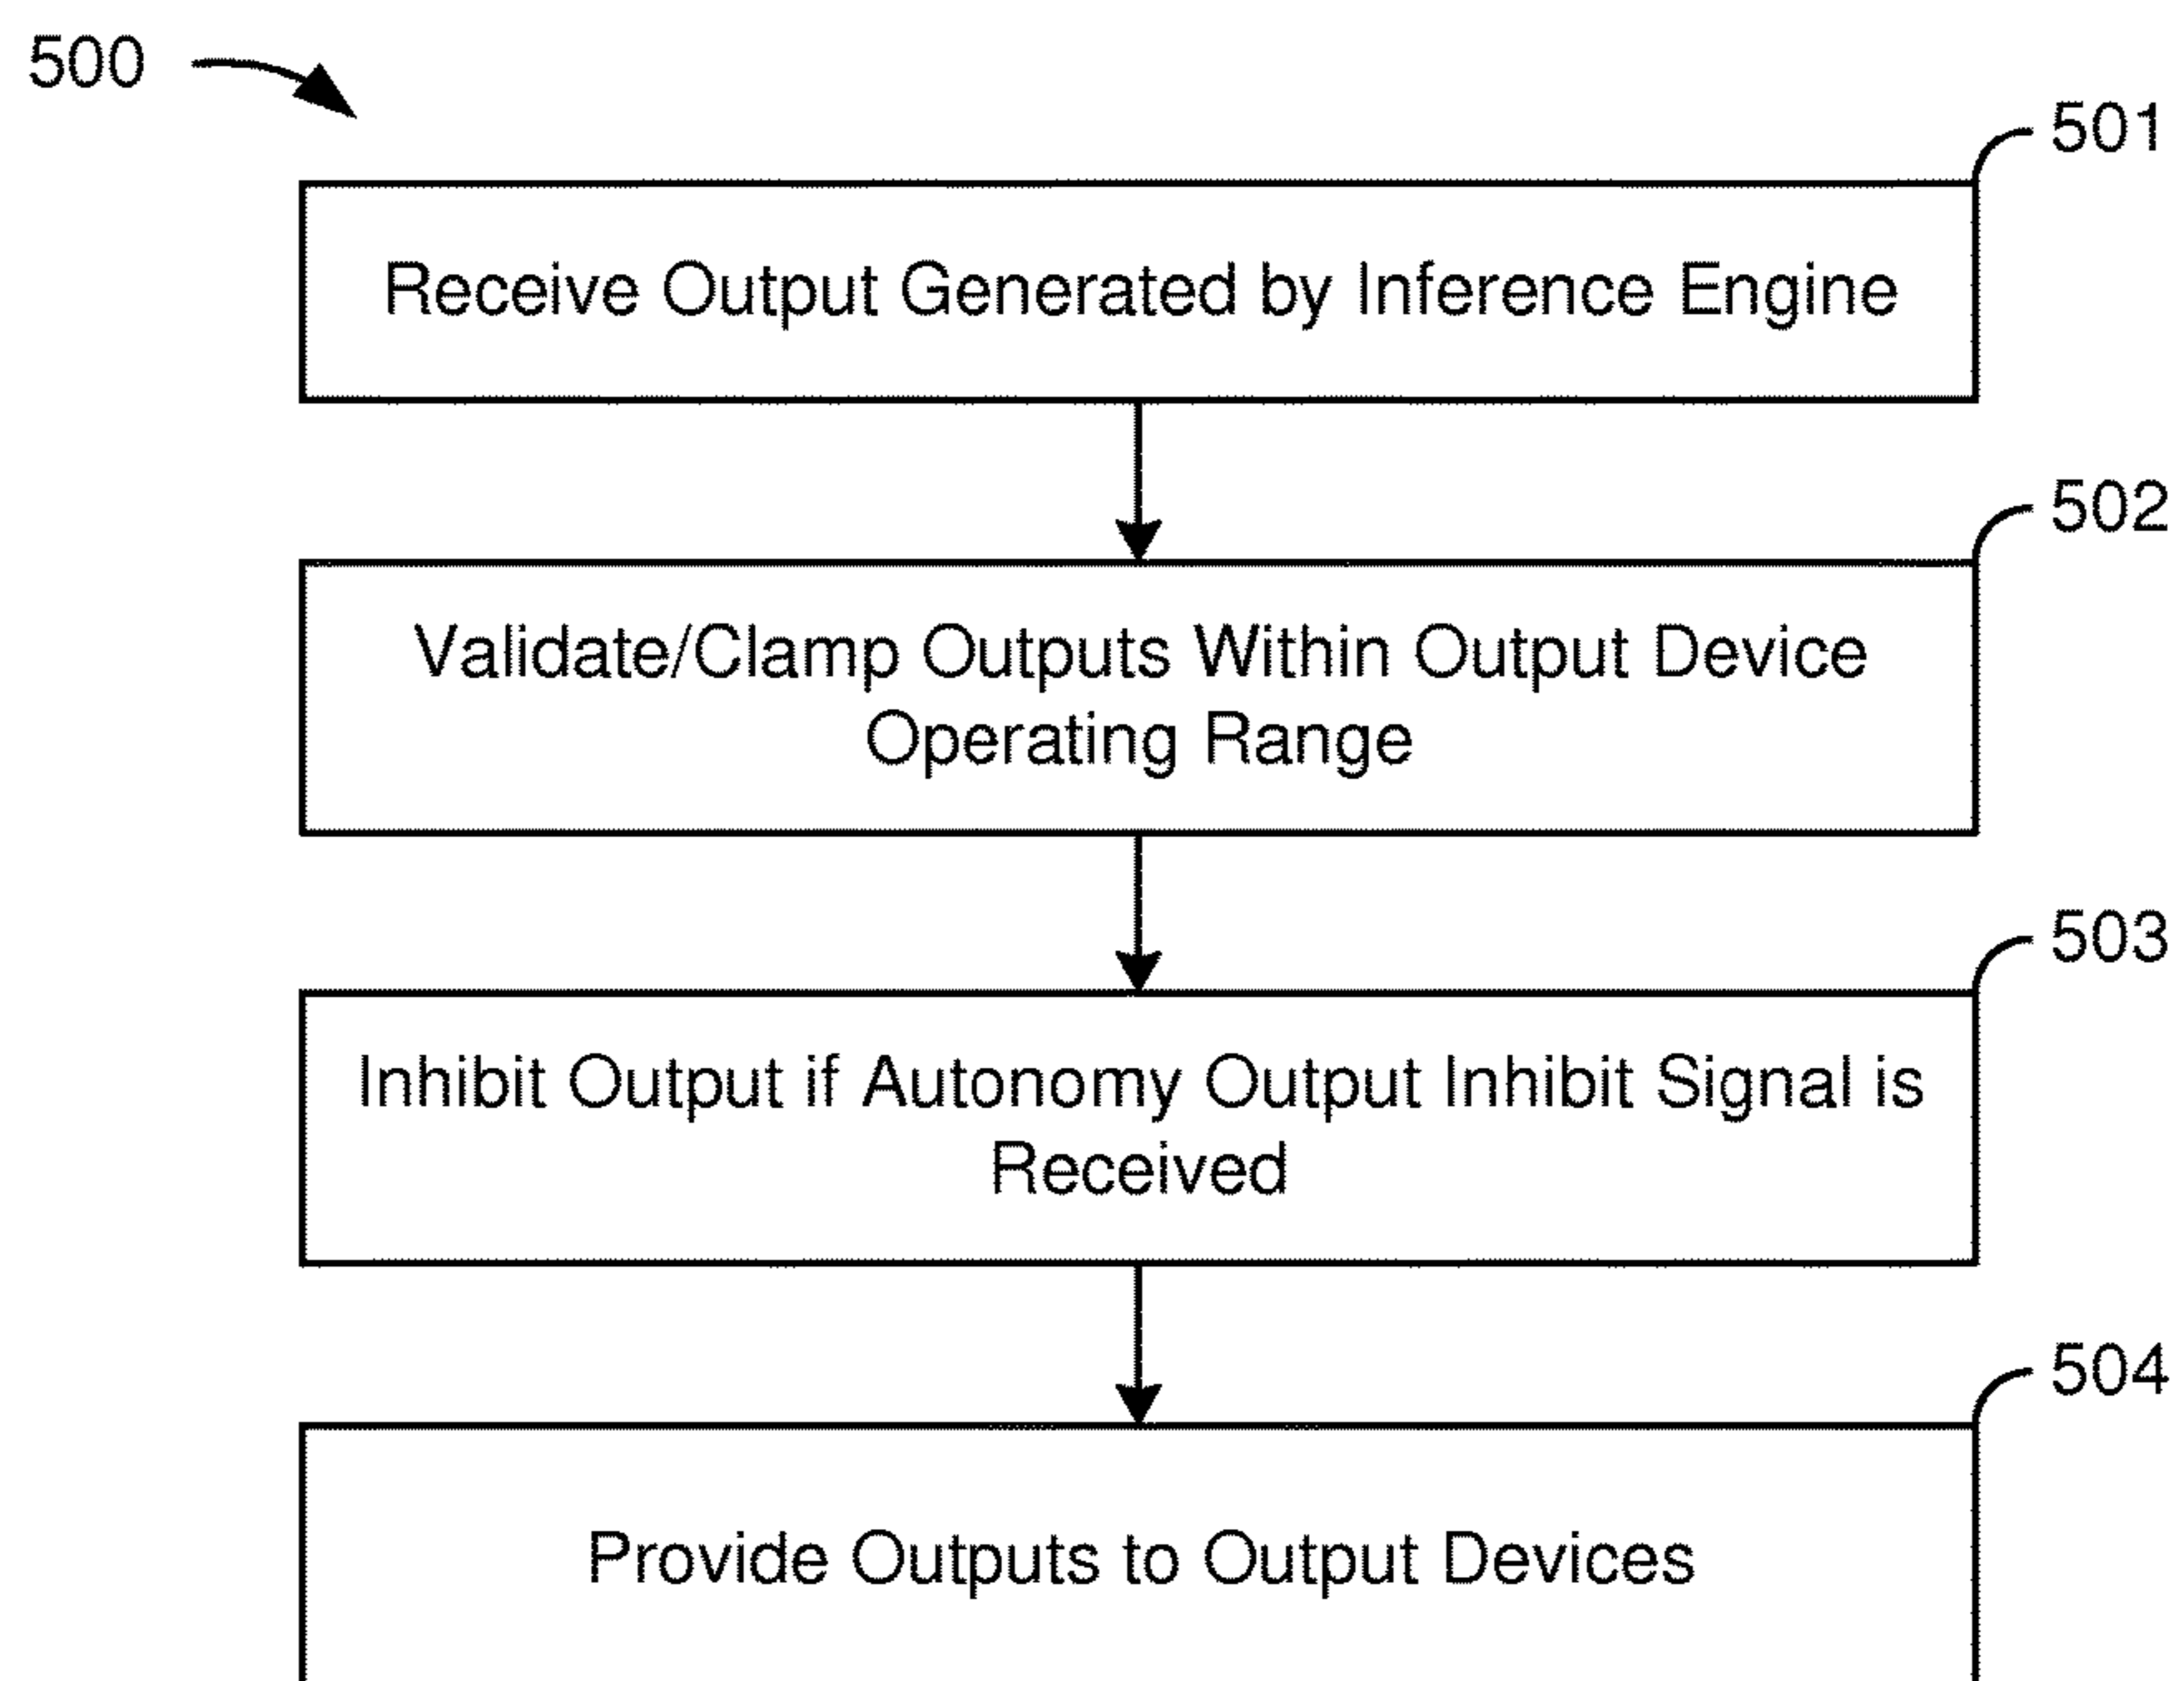 500
501
Receive Output Generated by Inference Engine
502
Validate/Clamp Outputs Within Output Device
Operating Range
503
Inhibit Output if Autonomy Output Inhibit Signal is
Received
504
Provide Outputs to Output Devices